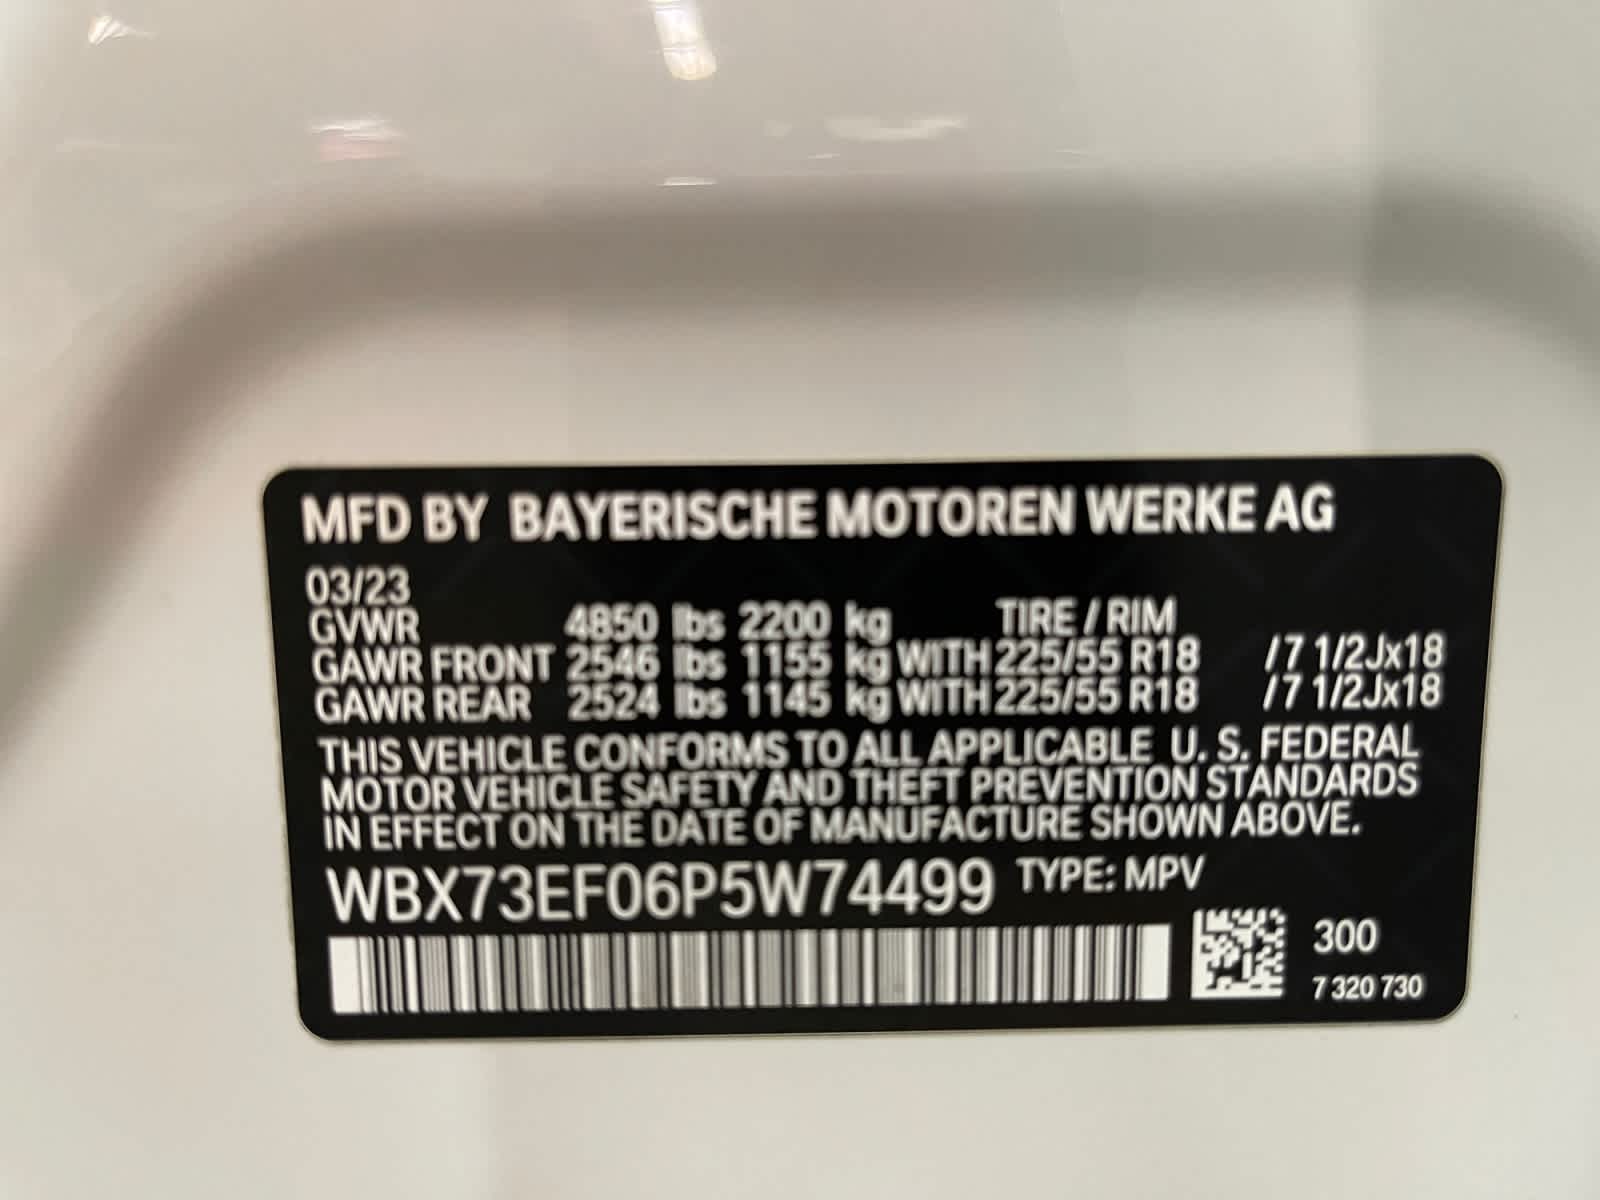 MFD BY BAYERISCHE MOTOREN WERKE AG
03/23
GVWR 4850 lbs 2200 kg TIRE / RIM
GAWR FRONT 2546 lbs 1155 kg WITH 225/55 R18 /7 1/2Jx18
GAWR REAR 2524 lbs 1145 kg WITH 225/55 R18 /7 1/2Jx18
THIS VEHICLE CONFORMS TO ALL APPLICABLE U. S. FEDERAL
MOTOR VEHICLE SAFETY AND THEFT PREVENTION STANDARDS
IN EFFECT ON THE DATE OF MANUFACTURE SHOWN ABOVE.
WBX73EF06P5W74499 TYPE: MPV
300
7 320 730